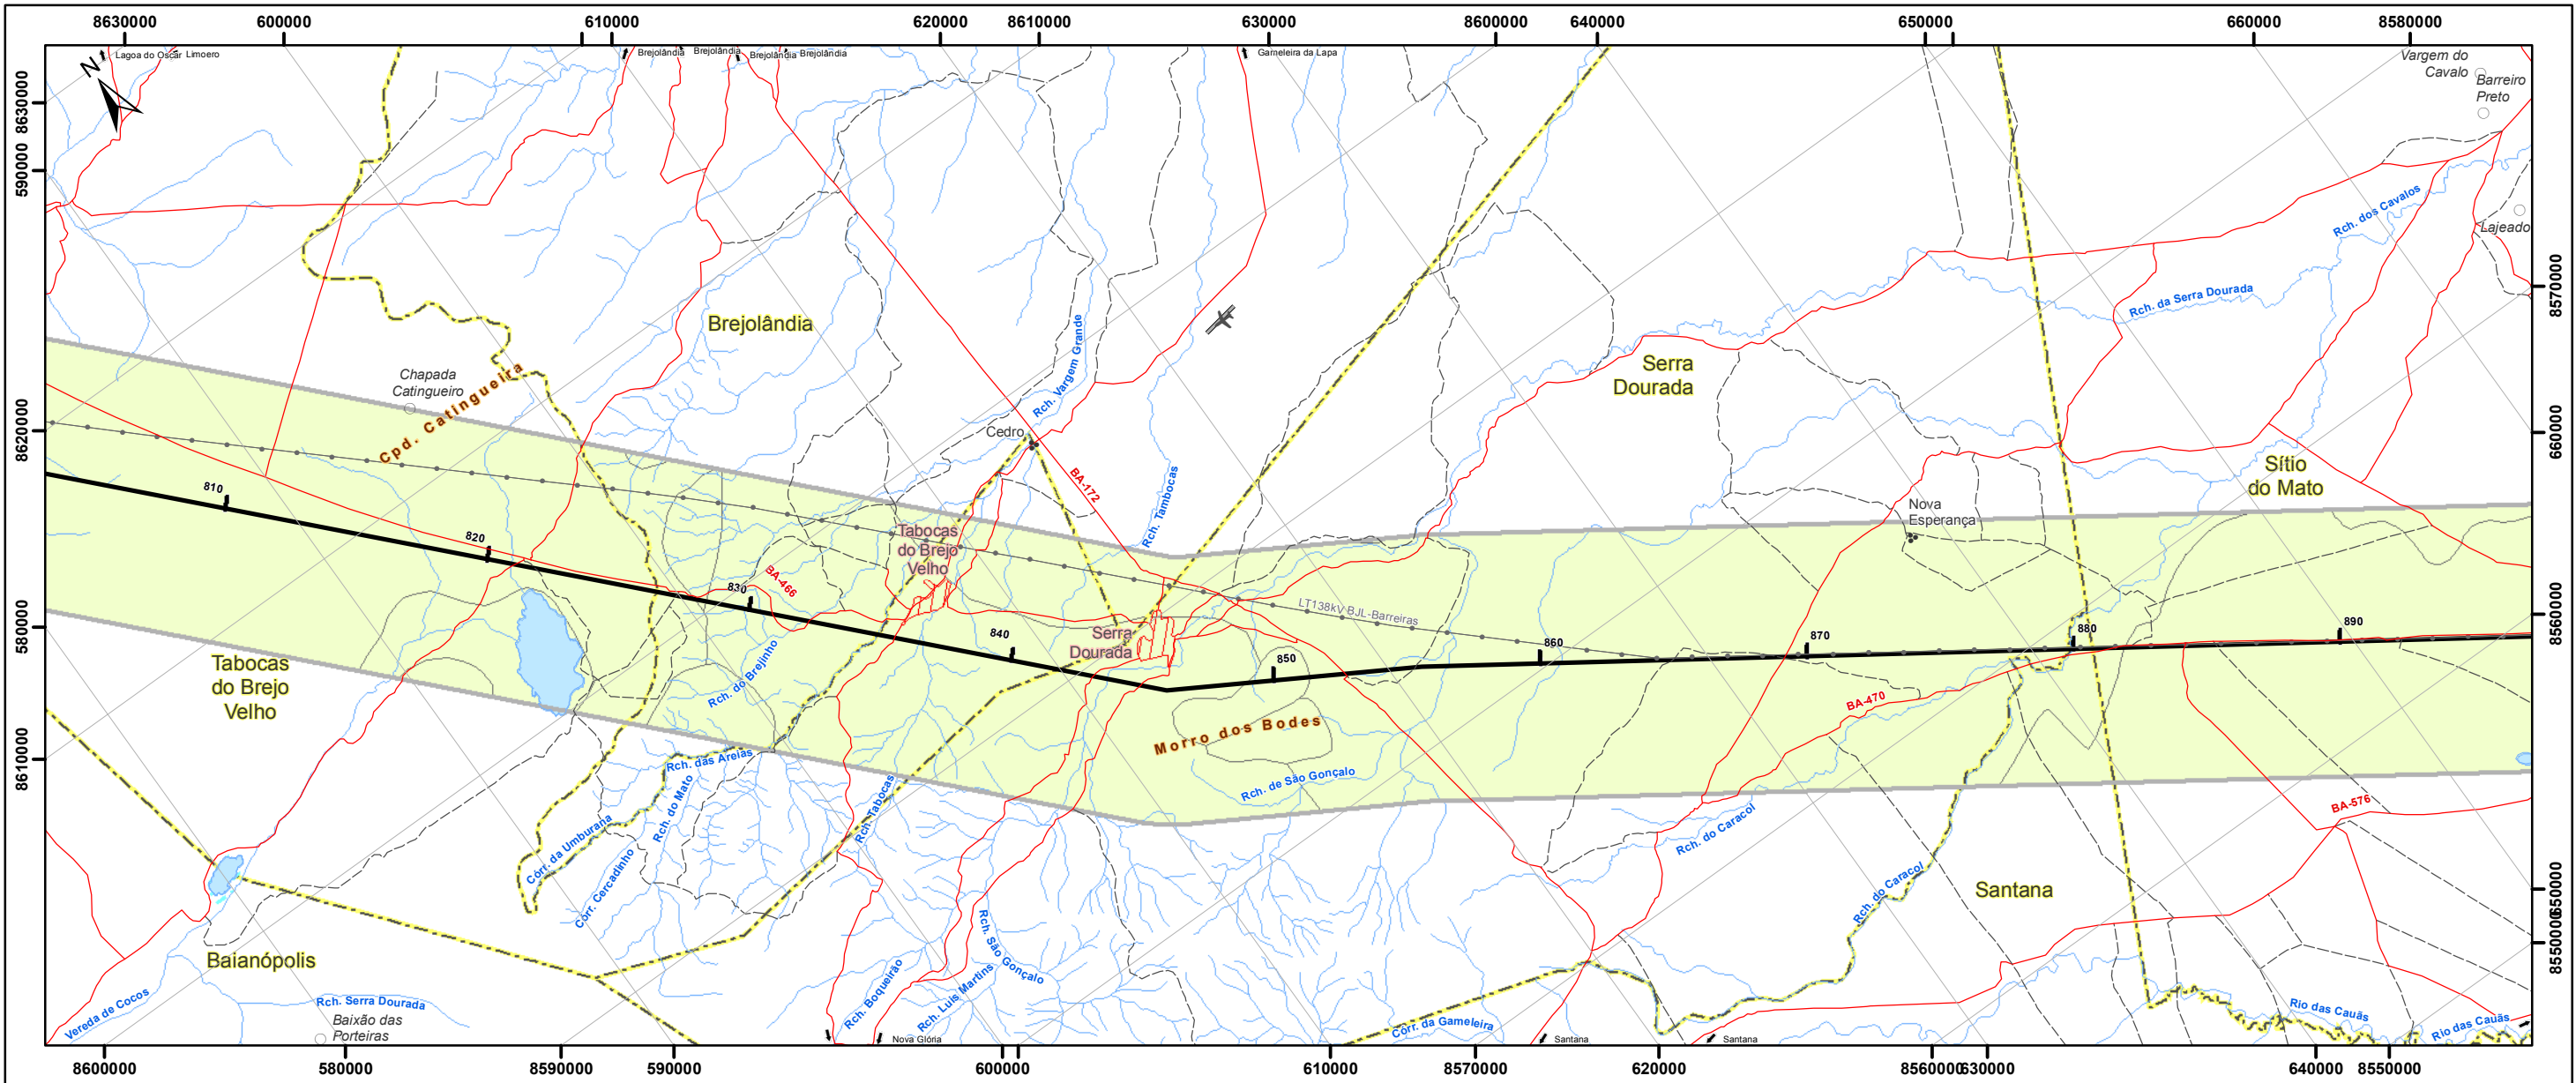 8630000
600000
610000
620000
8610000
630000
8600000
640000
650000
660000
8580000
Lagoa do Oscar
Limoero
Brejolândia
Brejolândia
Brejolândia
Brejolândia
Gameleira da Lapa
Vargem do
Cavalo
Barreiro
Preto
N
8630000
590000
8620000
580000
8610000
8570000
660000
8560000
650000
8550000
Rch. dos Cavalos
Lajeado
Rch. da Serra Dourada
Brejolândia
Rch. Vargem Grande
Serra
Dourada
Chapada
Catingueiro
Cpd. Catingueira
Cedro
BA-172
Rch. Tambocas
Sítio
do Mato
810
Nova
Esperança
820
Tabocas
do Brejo
Velho
830
BA-466
LT138kV BJL-Barreiras
840
Serra
Dourada
850
860
870
880
890
Tabocas
do Brejo
Velho
Rch. do Brejinho
BA-470
Morro dos Bodes
Rch. das Areias
Rch. de São Gonçalo
Rch. do Mato
Rch. Tabocas
BA-576
Rch. do Caracol
Córr. da Umburana
Córr. Cercadinho
Rch. do Caracol
Santana
Rch. São Gonçalo
Baianópolis
Rch. Boqueirão
Rch. Luis Martins
Vereda de Cocos
Rch. Serra Dourada
Baixão das
Porteiras
Nova Glória
Córr. da Gameleira
Santana
Santana
Rio das Cauãs
Rio das Cauãs
8600000
580000
8590000
590000
600000
610000
8570000
620000
8560000
630000
640000
8550000